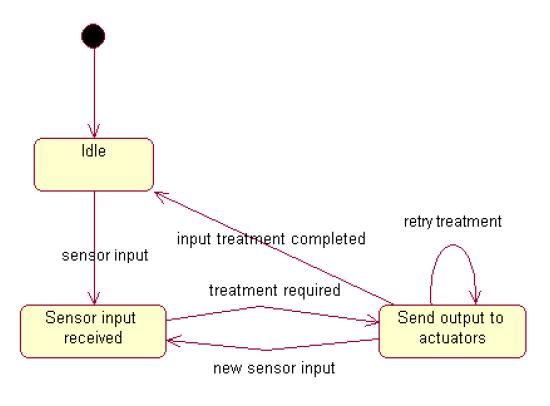 Idle
retry treatment
input treatment completed
sensor input
treatment required
Sensor input
received
Send output to
actuators
new sensor input